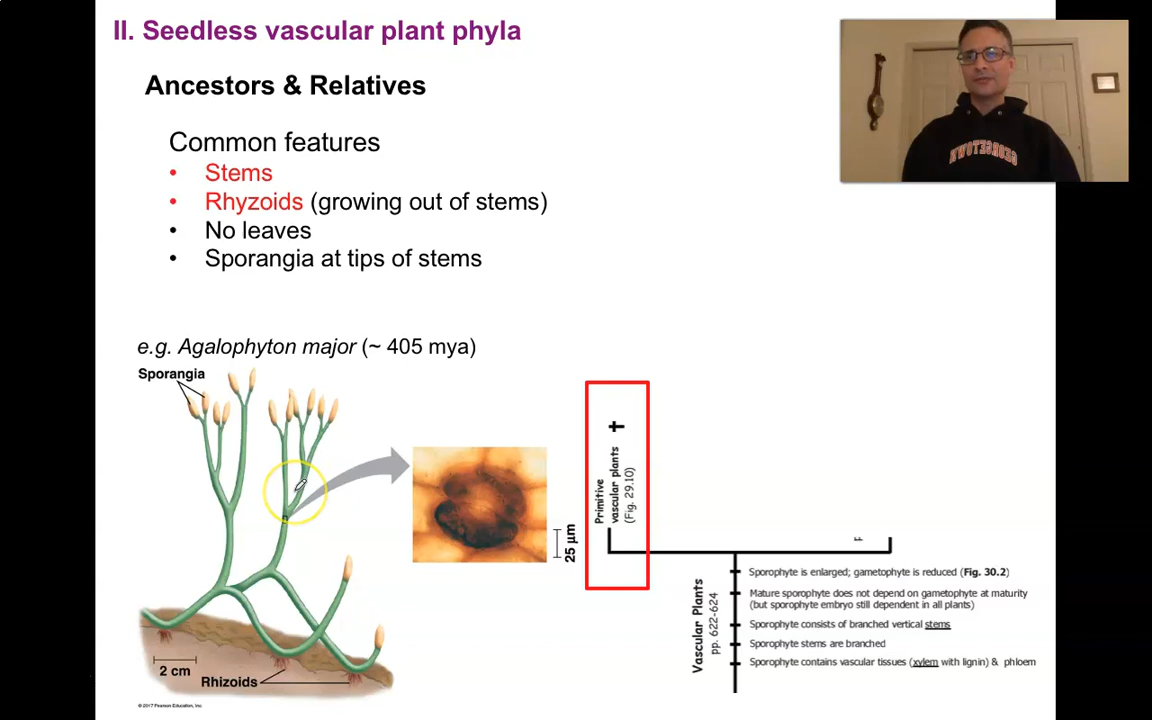 II. Seedless vascular plant phyla
Ancestors & Relatives
Common features
• Stems
• Rhyzoids (growing out of stems)
• No leaves
• Sporangia at tips of stems
e.g. Agalophyton major (~ 405 mya)
Sporangia
25 µm
2 cm
Rhizoids
©2017 Pearson Education, Inc.
Primitive
vascular plants
(Fig. 29.10)
Vascular Plants
pp. 622-624
Sporophyte is enlarged; gametophyte is reduced (Fig. 30.2)
Mature sporophyte does not depend on gametophyte at maturity
(but sporophyte embryo still dependent in all plants)
Sporophyte consists of branched vertical stems
Sporophyte stems are branched
Sporophyte contains vascular tissues (xylem with lignin) & phloem
GEORGETOWN